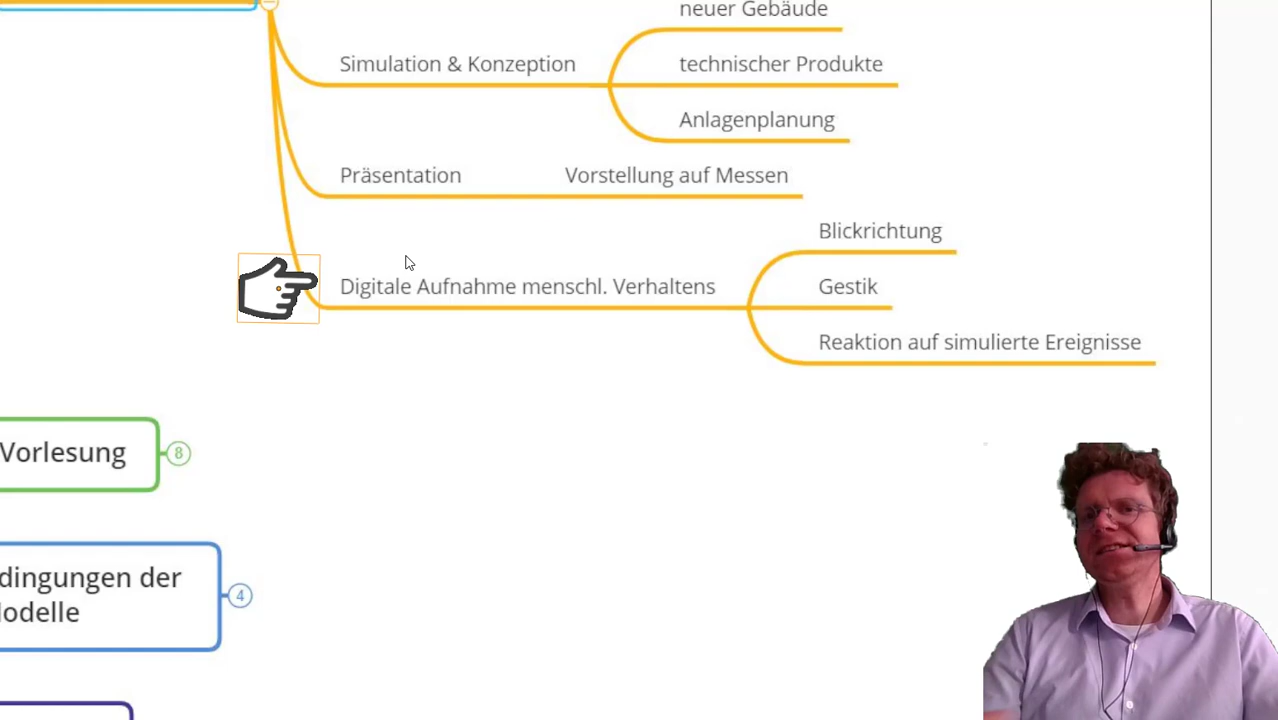 neuer Gebäude
Simulation & Konzeption
technischer Produkte
Anlagenplanung
Präsentation
Vorstellung auf Messen
Blickrichtung
Digitale Aufnahme menschl. Verhaltens
Gestik
Reaktion auf simulierte Ereignisse
Vorlesung
8
dingungen der
odelle
4